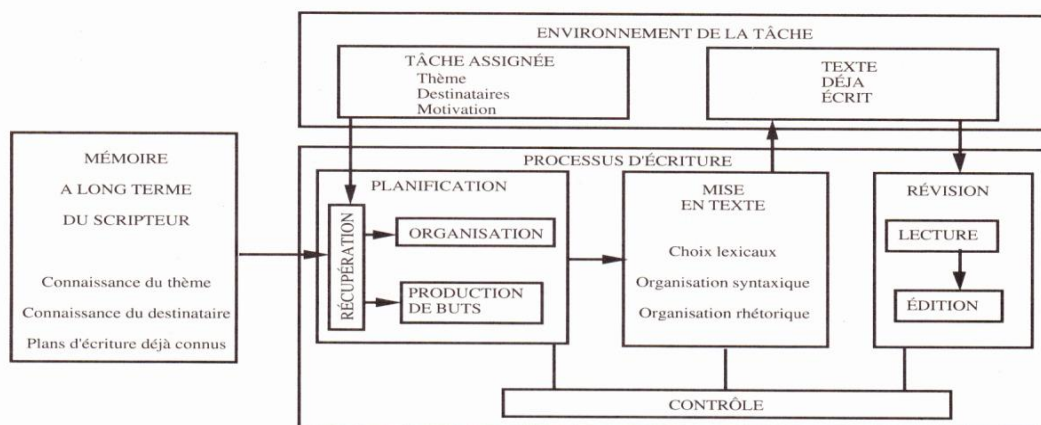 ENVIRONNEMENT DE LA TÂCHE
TÂCHE ASSIGNÉE
Thème
Destinataires
Motivation
TEXTE
DÉJA
ÉCRIT
MÉMOIRE
A LONG TERME
DU SCRIPTEUR
Connaissance du thème
Connaissance du destinataire
Plans d'écriture déjà connus
PROCESSUS D'ÉCRITURE
PLANIFICATION
RÉCUPÉRATION
ORGANISATION
PRODUCTION
DE BUTS
MISE
EN TEXTE
Choix lexicaux
Organisation syntaxique
Organisation rhétorique
RÉVISION
LECTURE
ÉDITION
CONTRÔLE